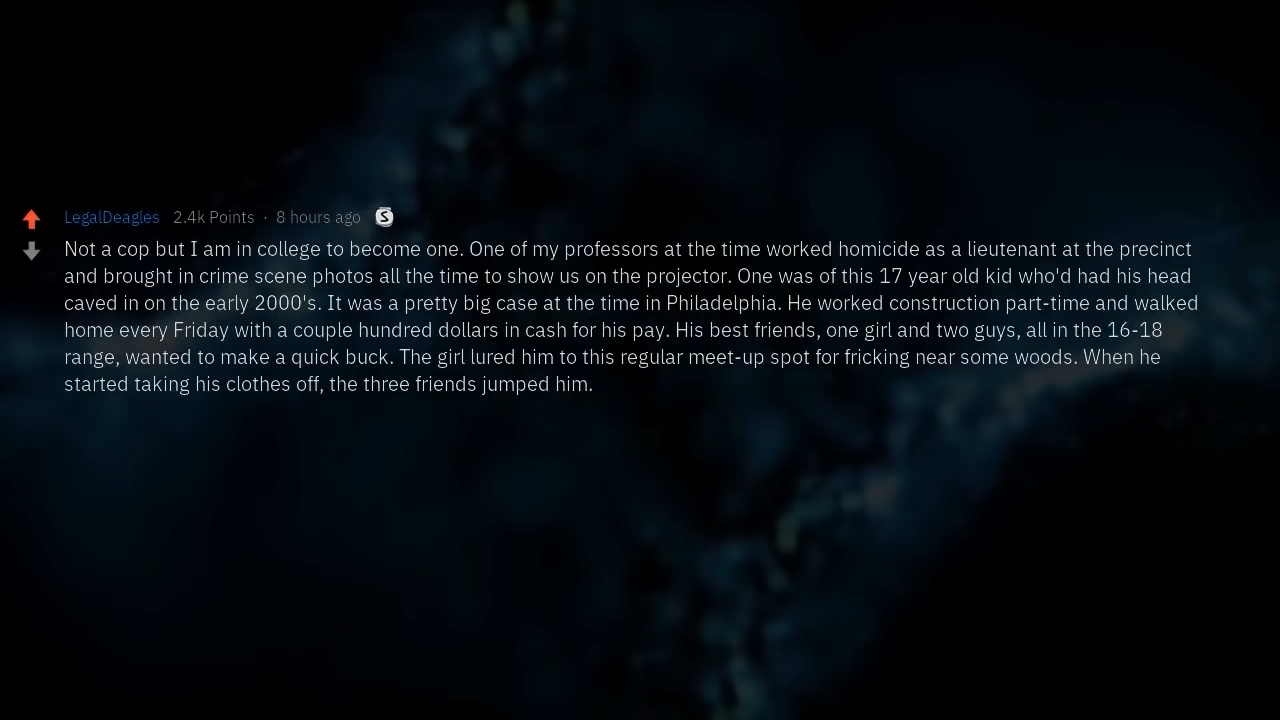 LegalDeagles 2.4k Points · 8 hours ago S
Not a cop but I am in college to become one. One of my professors at the time worked homicide as a lieutenant at the precinct
and brought in crime scene photos all the time to show us on the projector. One was of this 17 year old kid who'd had his head
caved in on the early 2000's. It was a pretty big case at the time in Philadelphia. He worked construction part-time and walked
home every Friday with a couple hundred dollars in cash for his pay. His best friends, one girl and two guys, all in the 16-18
range, wanted to make a quick buck. The girl lured him to this regular meet-up spot for fricking near some woods. When he
started taking his clothes off, the three friends jumped him.